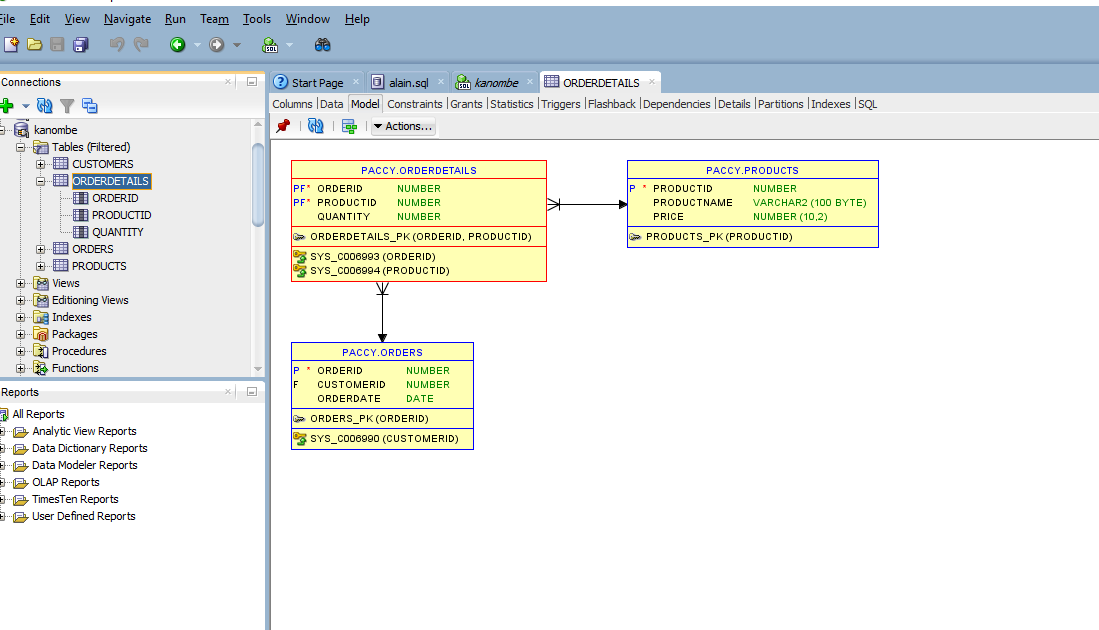 File Edit View Navigate Run Team Tools Window Help
Connections
kanombe
Tables (Filtered)
CUSTOMERS
ORDERDETAILS
ORDERID
PRODUCTID
QUANTITY
ORDERS
PRODUCTS
Views
Editioning Views
Indexes
Packages
Procedures
Functions
Reports
All Reports
Analytic View Reports
Data Dictionary Reports
Data Modeler Reports
OLAP Reports
TimesTen Reports
User Defined Reports
Start Page alain.sql kanombe ORDERDETAILS
Columns Data Model Constraints Grants Statistics Triggers Flashback Dependencies Details Partitions Indexes SQL
Actions...
PACCY.ORDERDETAILS
PF* ORDERID NUMBER
PF* PRODUCTID NUMBER
QUANTITY NUMBER
ORDERDETAILS_PK (ORDERID, PRODUCTID)
SYS_C006993 (ORDERID)
SYS_C006994 (PRODUCTID)
PACCY.PRODUCTS
P * PRODUCTID NUMBER
PRODUCTNAME VARCHAR2 (100 BYTE)
PRICE NUMBER (10,2)
PRODUCTS_PK (PRODUCTID)
PACCY.ORDERS
P * ORDERID NUMBER
F CUSTOMERID NUMBER
ORDERDATE DATE
ORDERS_PK (ORDERID)
SYS_C006990 (CUSTOMERID)